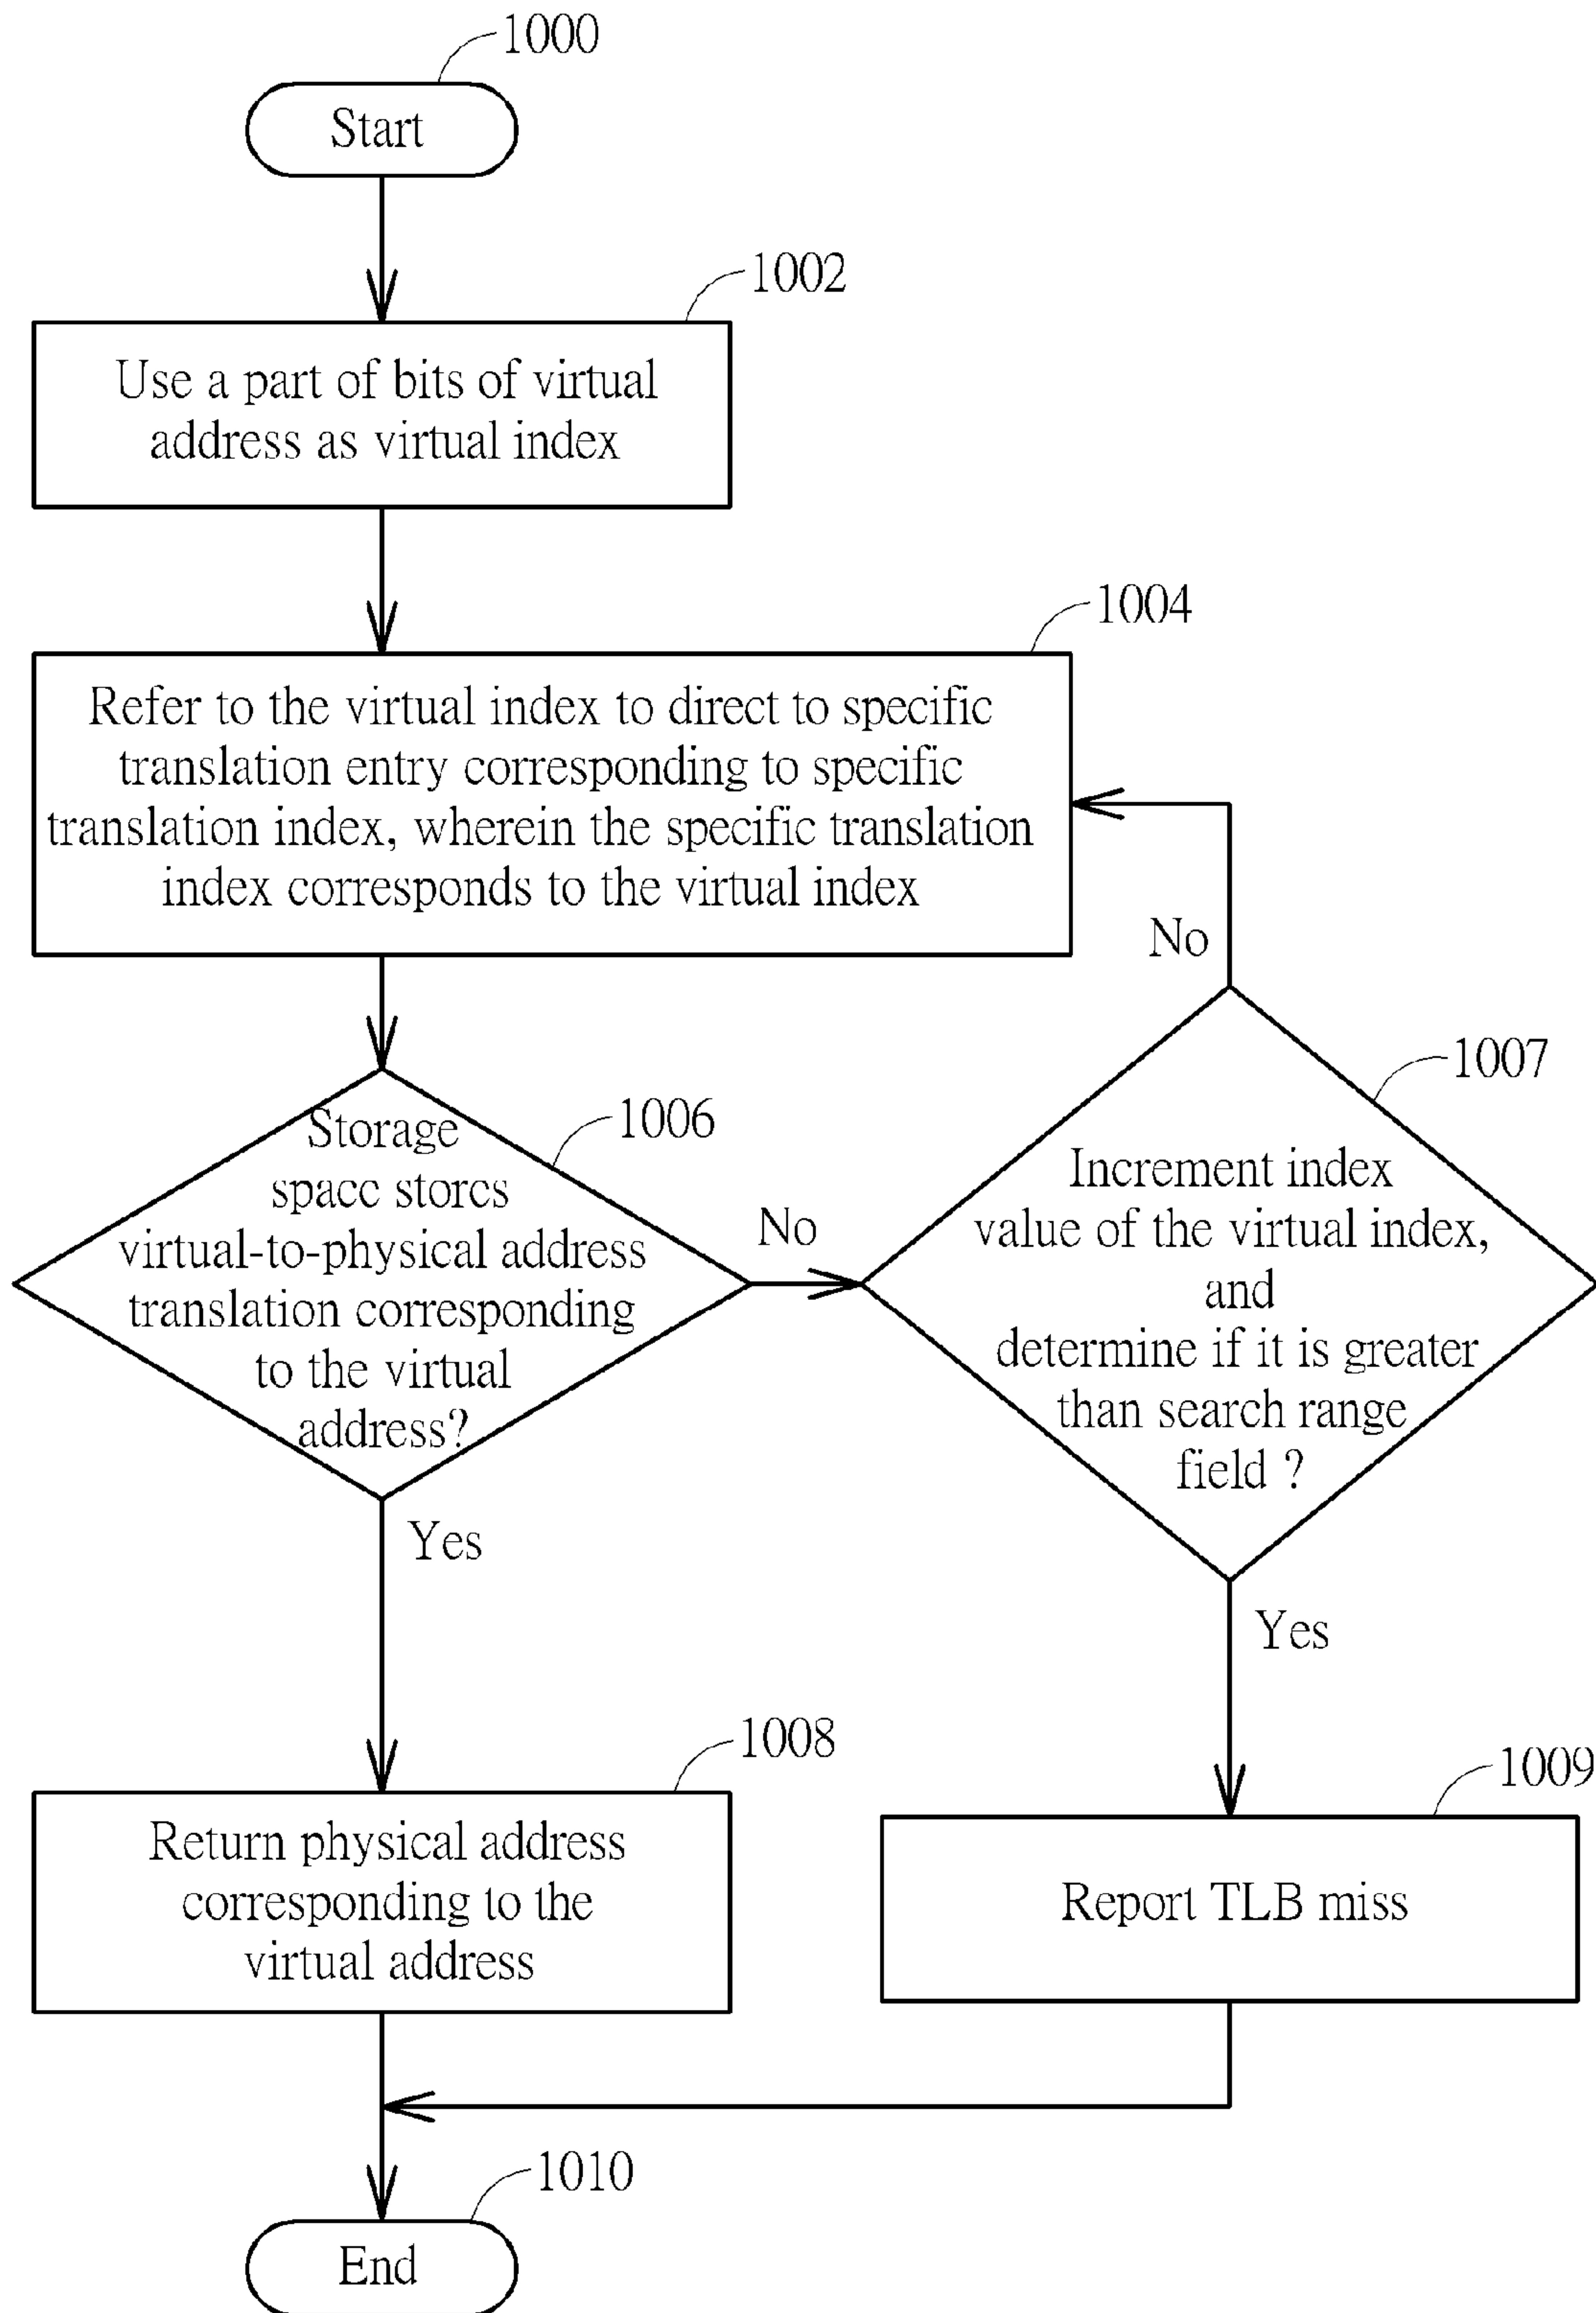 1000
Start
1002
Use a part of bits of virtual
address as virtual index
1004
Refer to the virtual index to direct to specific
translation entry corresponding to specific
translation index, wherein the specific translation
index corresponds to the virtual index
No
1007
1006
Storage
space stores
virtual-to-physical address
translation corresponding
to the virtual
address?
No
Increment index
value of the virtual index,
and
determine if it is greater
than search range
field ?
Yes
Yes
1008
Return physical address
corresponding to the
virtual address
1009
Report TLB miss
1010
End